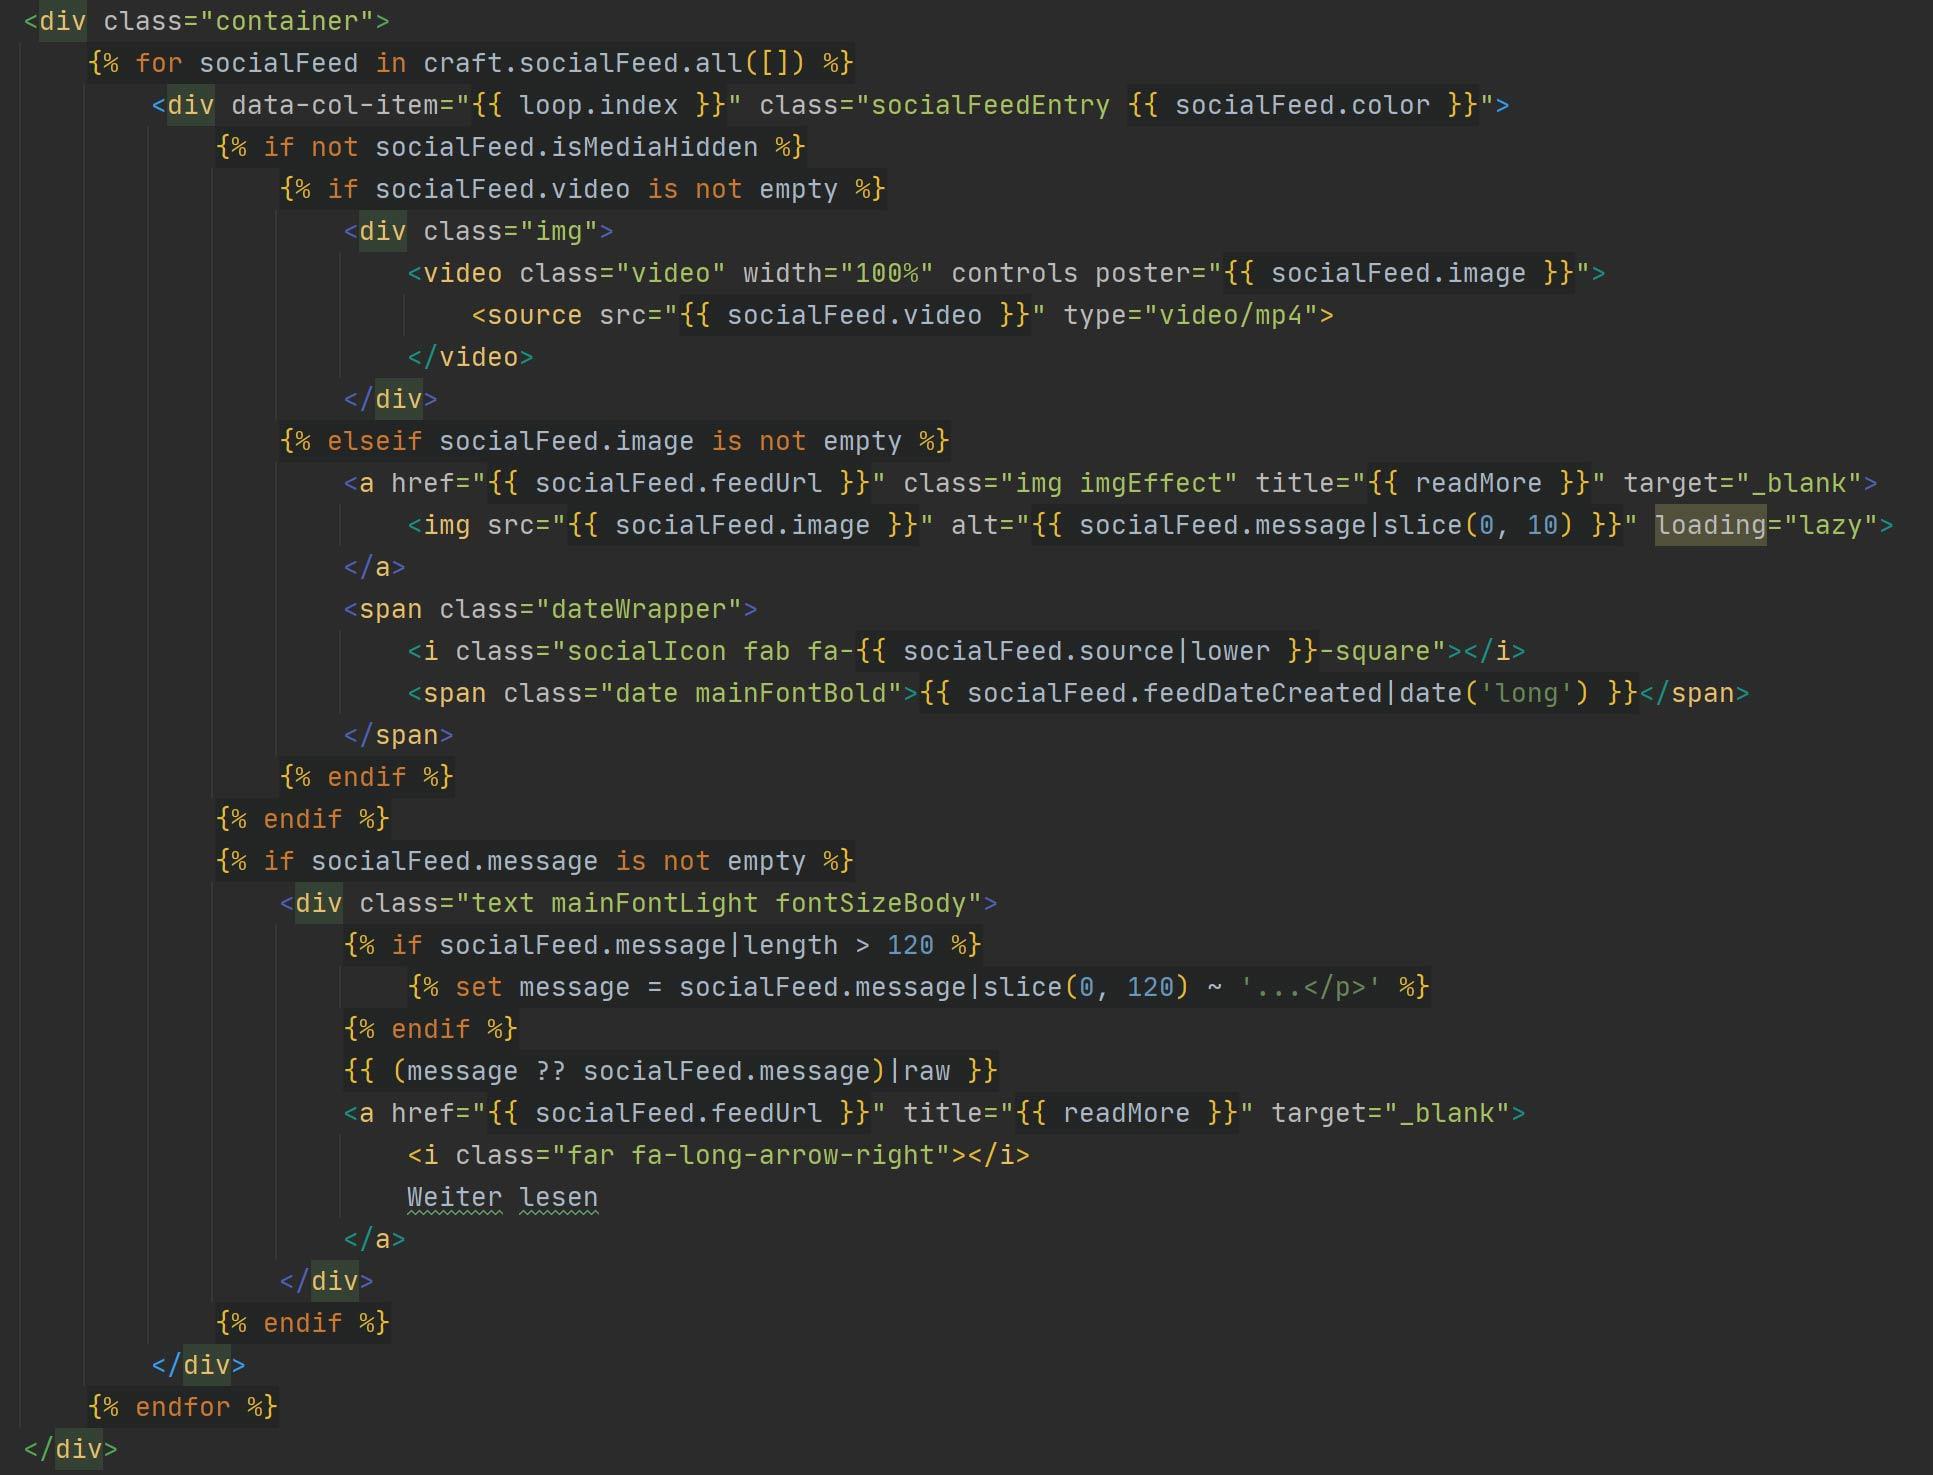 <div class="container">
{% for socialFeed in craft.socialFeed.all([]) %}
<div data-col-item="{{ loop.index }}" class="socialFeedEntry {{ socialFeed.color }}">
{% if not socialFeed.isMediaHidden %}
{% if socialFeed.video is not empty %}
<div class="img">
<video class="video" width="100%" controls poster="{{ socialFeed.image }}">
<source src="{{ socialFeed.video }}" type="video/mp4">
</video>
</div>
{% elseif socialFeed.image is not empty %}
<a href="{{ socialFeed.feedUrl }}" class="img imgEffect" title="{{ readMore }}" target="_blank">
<img src="{{ socialFeed.image }}" alt="{{ socialFeed.message|slice(0, 10) }}" loading="lazy">
</a>
<span class="dateWrapper">
<i class="socialIcon fab fa-{{ socialFeed.source|lower }}-square"></i>
<span class="date mainFontBold">{{ socialFeed.feedDateCreated|date('long') }}</span>
</span>
{% endif %}
{% endif %}
{% if socialFeed.message is not empty %}
<div class="text mainFontLight fontSizeBody">
{% if socialFeed.message|length > 120 %}
{% set message = socialFeed.message|slice(0, 120) ~ '...</p>' %}
{% endif %}
{{ (message ?? socialFeed.message)|raw }}
<a href="{{ socialFeed.feedUrl }}" title="{{ readMore }}" target="_blank">
<i class="far fa-long-arrow-right"></i>
Weiter lesen
</a>
</div>
{% endif %}
</div>
{% endfor %}
</div>